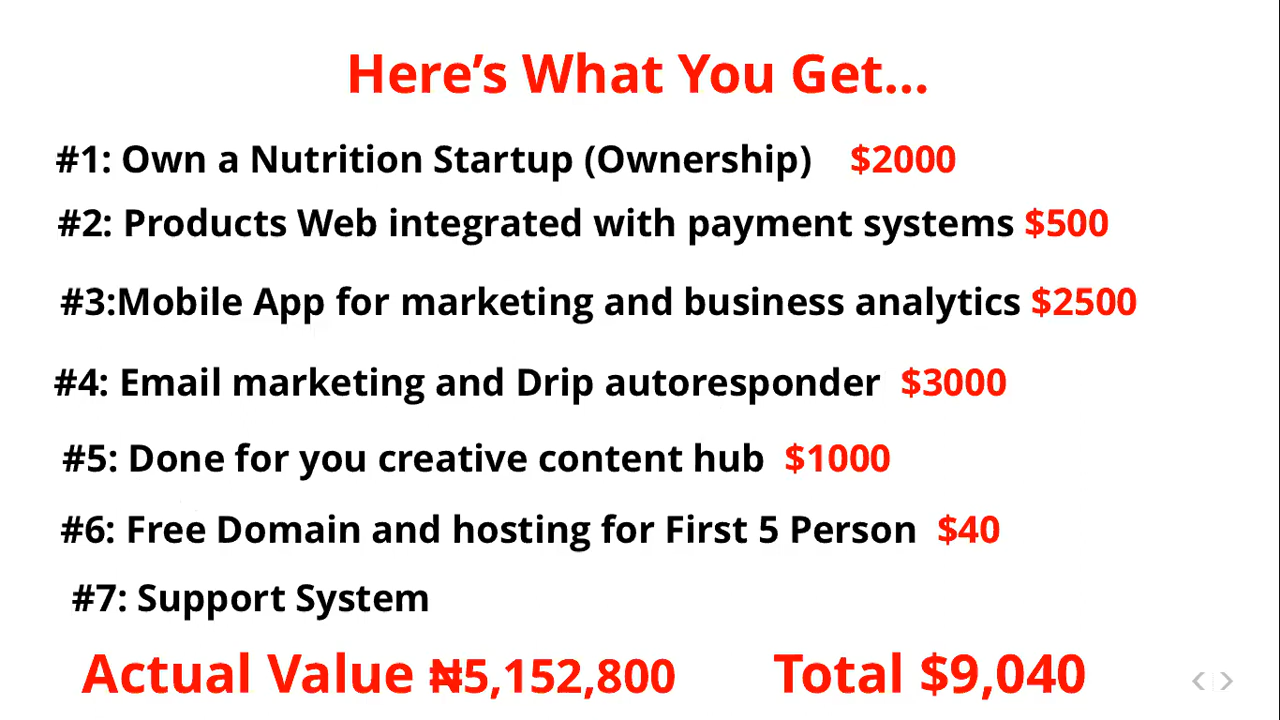 Here’s What You Get...
#1: Own a Nutrition Startup (Ownership) $2000
#2: Products Web integrated with payment systems $500
#3:Mobile App for marketing and business analytics $2500
#4: Email marketing and Drip autoresponder $3000
#5: Done for you creative content hub $1000
#6: Free Domain and hosting for First 5 Person $40
#7: Support System
Actual Value ₦5,152,800 Total $9,040